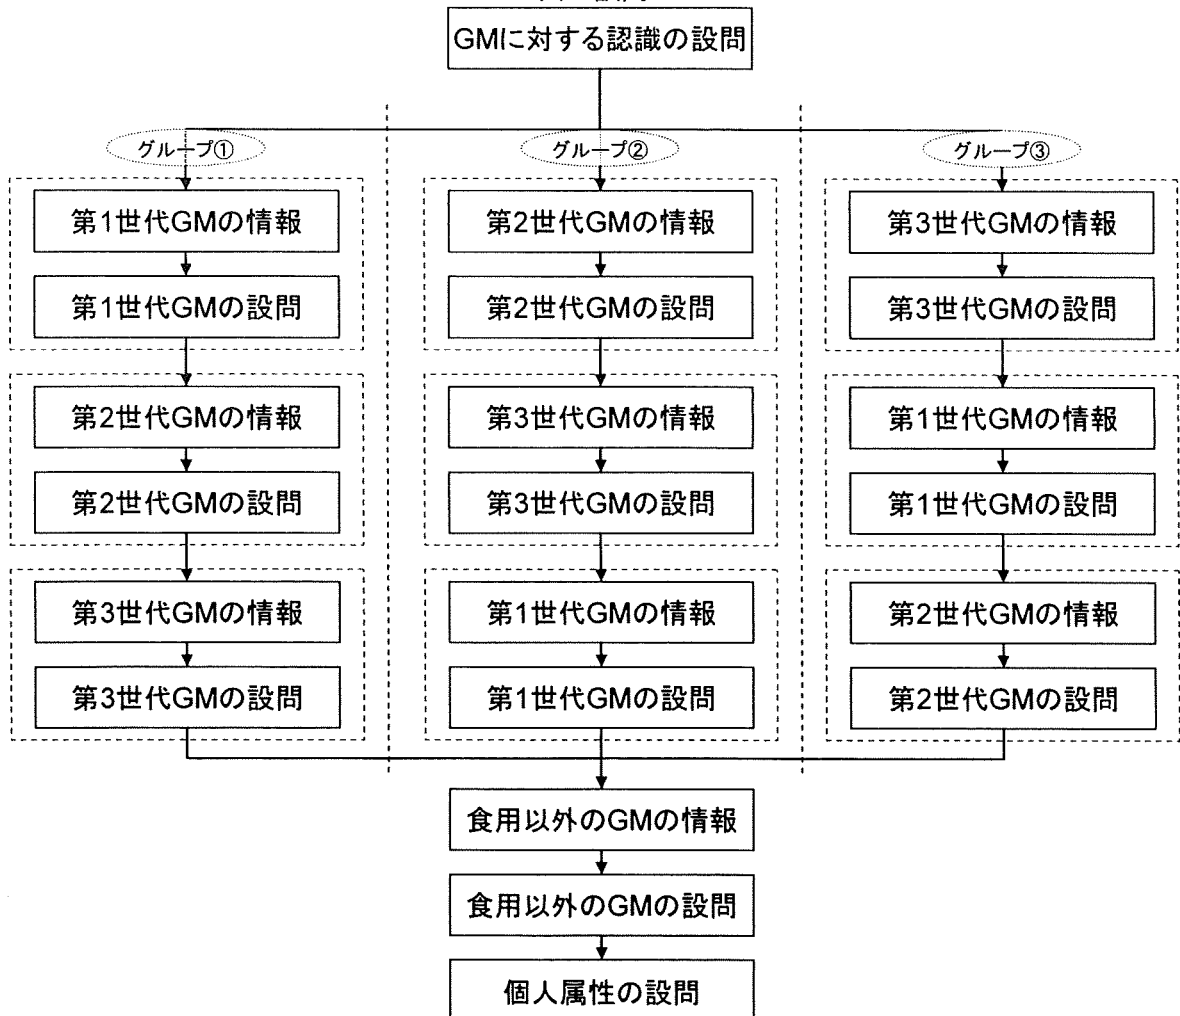 GMに対する認識の設問
グループ①
グループ②
グループ③
第1世代GMの情報
第2世代GMの情報
第3世代GMの情報
第1世代GMの設問
第2世代GMの設問
第3世代GMの設問
第2世代GMの情報
第3世代GMの情報
第1世代GMの情報
第2世代GMの設問
第3世代GMの設問
第1世代GMの設問
第3世代GMの情報
第1世代GMの情報
第2世代GMの情報
第3世代GMの設問
第1世代GMの設問
第2世代GMの設問
食用以外のGMの情報
食用以外のGMの設問
個人属性の設問